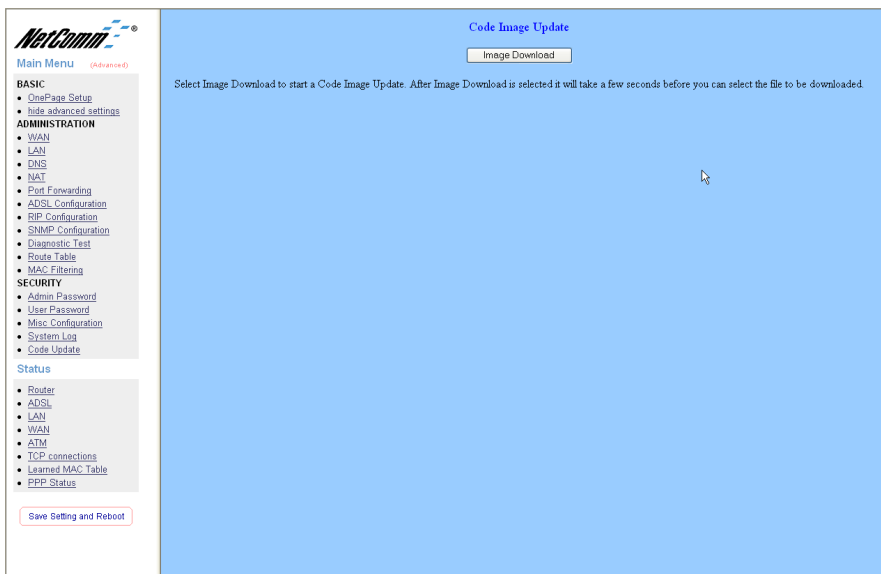 NetComm ®
Main Menu (Advanced)
BASIC
OnePage Setup
hide advanced settings
ADMINISTRATION
WAN
LAN
DNS
NAT
Port Forwarding
ADSL Configuration
RIP Configuration
SNMP Configuration
Diagnostic Test
Route Table
MAC Filtering
SECURITY
Admin Password
User Password
Misc Configuration
System Log
Code Update
Status
Router
ADSL
LAN
WAN
ATM
TCP connections
Learned MAC Table
PPP Status
Save Setting and Reboot
Code Image Update
Image Download
Select Image Download to start a Code Image Update. After Image Download is selected it will take a few seconds before you can select the file to be downloaded.